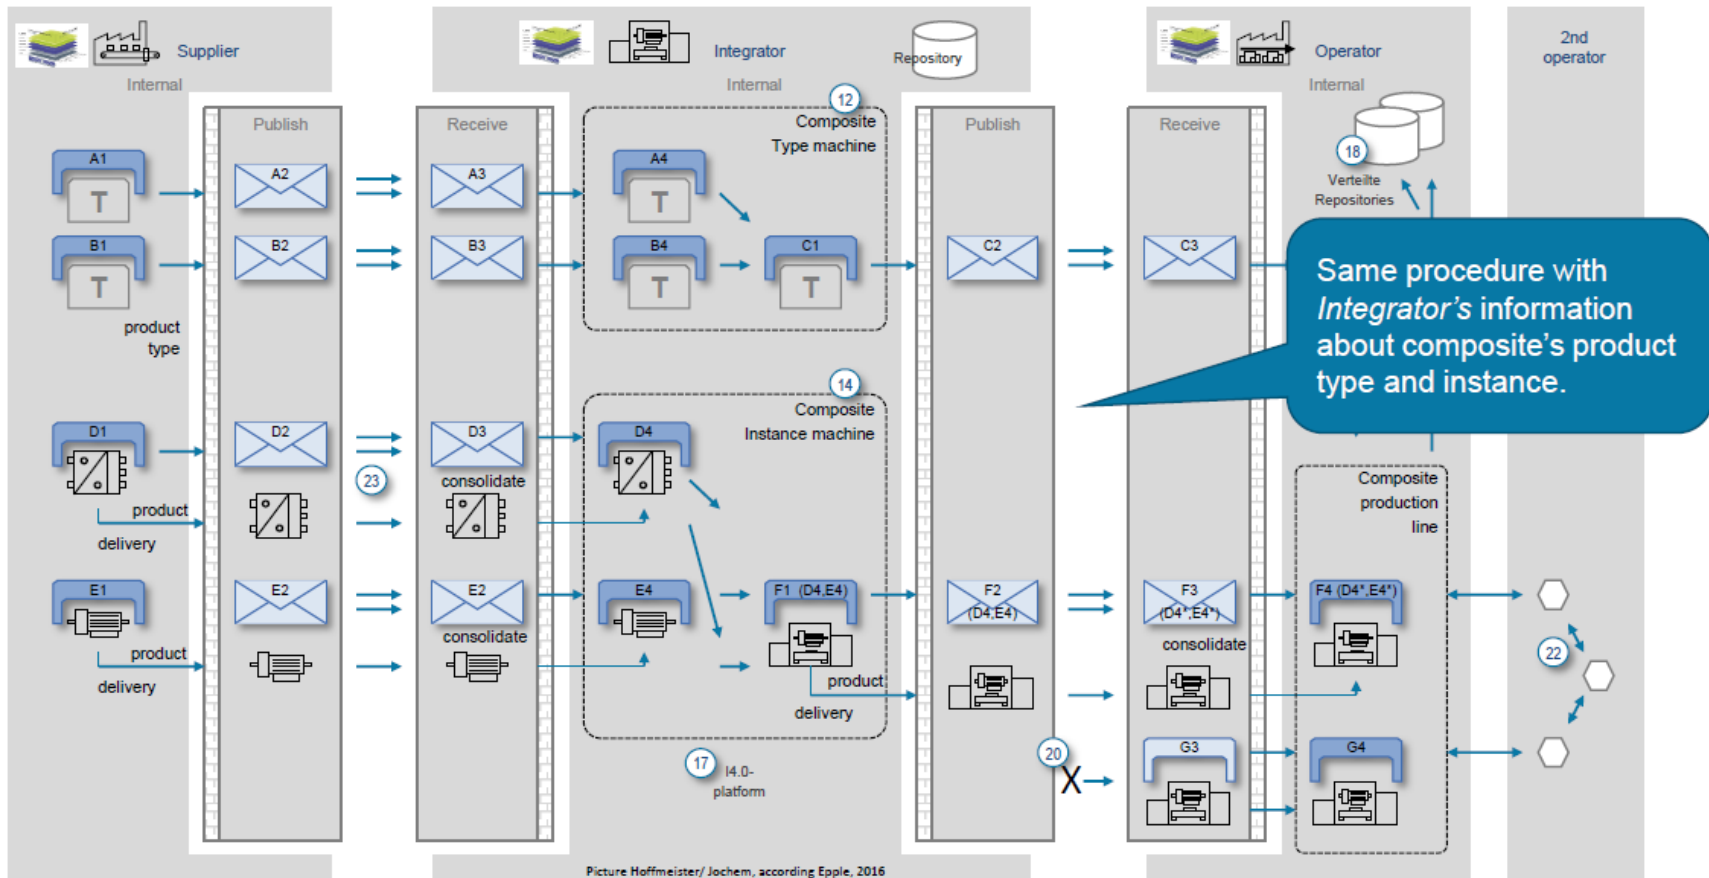 Supplier
Internal
Integrator
Internal
Repository
Operator
Internal
2nd
operator
Publish
Receive
12
Composite
Type machine
Publish
Receive
18
Verteilte
Repositories
A1
T
A2
A3
A4
T
B1
T
B2
B3
B4
T
C1
T
C2
C3
product
type
Same procedure with
Integrator's information
about composite's product
type and instance.
14
Composite
Instance machine
D1
D2
D3
D4
23
consolidate
product
delivery
Composite
production
line
E1
E2
E2
E4
F1 (D4,E4)
F2
(D4,E4)
F3
(D4*,E4*)
F4 (D4*,E4*)
consolidate
consolidate
22
product
delivery
product
delivery
17
I4.0-
platform
20
X
G3
G4
Picture Hoffmeister/ Jochem, according Epple, 2016